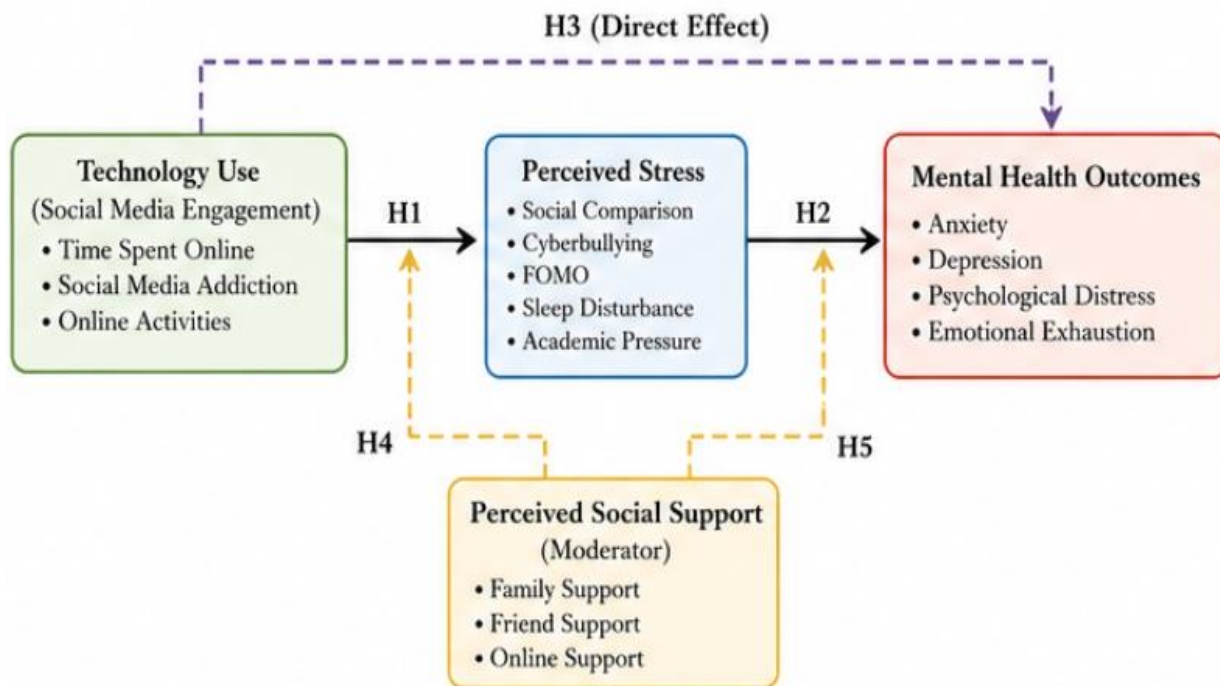 H3 (Direct Effect)
Technology Use
(Social Media Engagement)
• Time Spent Online
• Social Media Addiction
• Online Activities
H1
Perceived Stress
• Social Comparison
• Cyberbullying
• FOMO
• Sleep Disturbance
• Academic Pressure
H2
Mental Health Outcomes
• Anxiety
• Depression
• Psychological Distress
• Emotional Exhaustion
H4
H5
Perceived Social Support
(Moderator)
• Family Support
• Friend Support
• Online Support